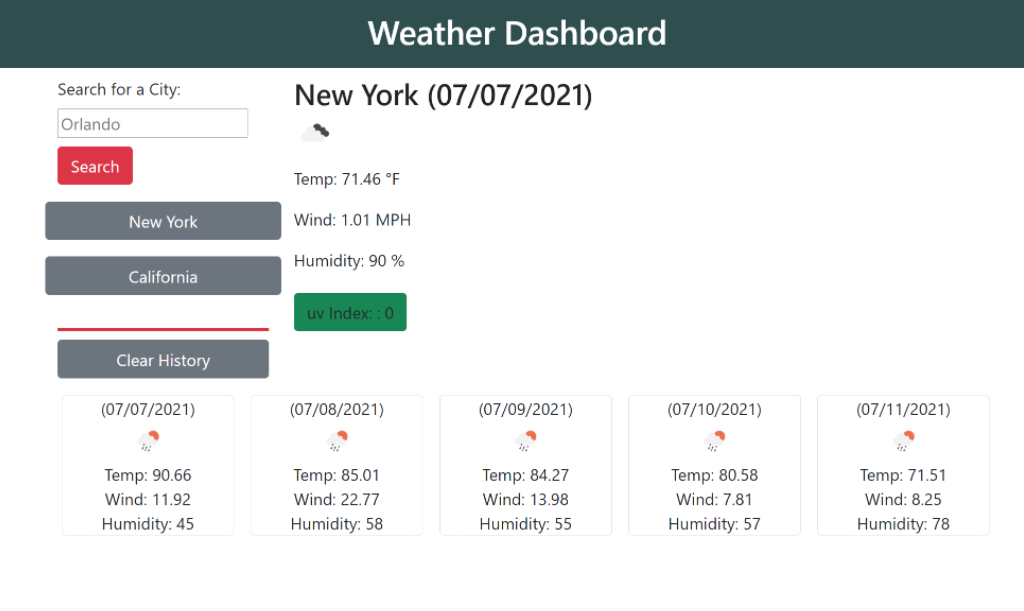 Weather Dashboard
Search for a City:
Orlando
Search
New York
California
Clear History
New York (07/07/2021)
Temp: 71.46 °F
Wind: 1.01 MPH
Humidity: 90 %
uv Index: : 0
(07/07/2021)
Temp: 90.66
Wind: 11.92
Humidity: 45
(07/08/2021)
Temp: 85.01
Wind: 22.77
Humidity: 58
(07/09/2021)
Temp: 84.27
Wind: 13.98
Humidity: 55
(07/10/2021)
Temp: 80.58
Wind: 7.81
Humidity: 57
(07/11/2021)
Temp: 71.51
Wind: 8.25
Humidity: 78